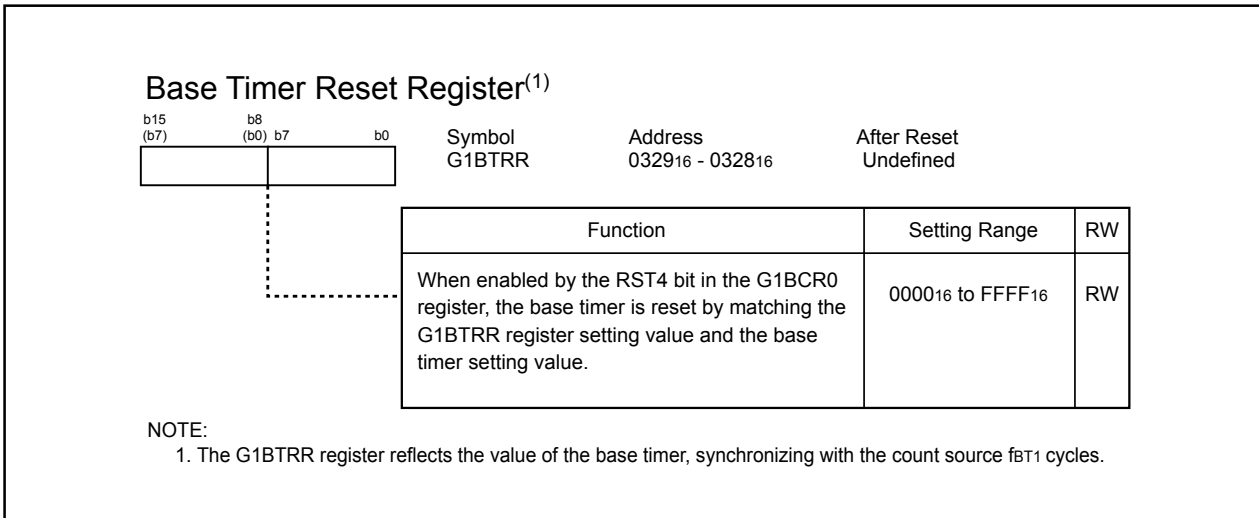 Base Timer Reset Register(1)
b15 b8
(b7) (b0) b7 b0
Symbol Address After Reset
G1BTRR 032916 - 032816 Undefined
Function Setting Range RW
When enabled by the RST4 bit in the G1BCR0
register, the base timer is reset by matching the
G1BTRR register setting value and the base
timer setting value.
000016 to FFFF16 RW
NOTE:
1. The G1BTRR register reflects the value of the base timer, synchronizing with the count source fBT1 cycles.